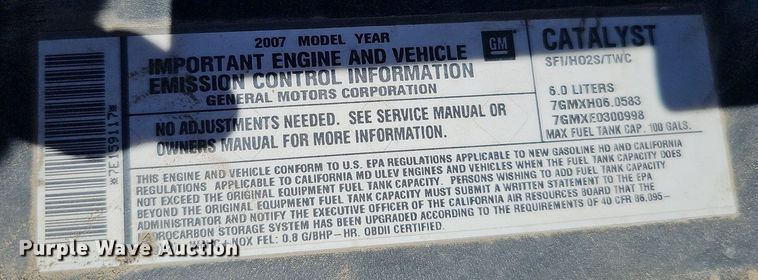 2007 MODEL YEAR
IMPORTANT ENGINE AND VEHICLE
EMISSION CONTROL INFORMATION
GENERAL MOTORS CORPORATION
GM
NO ADJUSTMENTS NEEDED. SEE SERVICE MANUAL OR
OWNERS MANUAL FOR MORE INFORMATION.
CATALYST
SFI/HO2S/TWC
6.0 LITERS
7GMXH06.0583
7GMXE0300998
MAX FUEL TANK CAP. 100 GALS.
THIS ENGINE AND VEHICLE CONFORM TO U.S. EPA REGULATIONS APPLICABLE TO NEW GASOLINE HD AND CALIFORNIA
REGULATIONS APPLICABLE TO CALIFORNIA MD ULEV ENGINES AND VEHICLES WHEN THE FUEL TANK CAPACITY DOES
NOT EXCEED THE ORIGINAL EQUIPMENT FUEL TANK CAPACITY. PERSONS WISHING TO ADD FUEL TANK CAPACITY
BEYOND THE ORIGINAL EQUIPMENT FUEL TANK CAPACITY MUST SUBMIT A WRITTEN STATEMENT TO THE EPA
ADMINISTRATOR AND NOTIFY THE EXECUTIVE OFFICER OF THE CALIFORNIA AIR RESOURCES BOARD THAT THE
HYDROCARBON STORAGE SYSTEM HAS BEEN UPGRADED ACCORDING TO THE REQUIREMENTS OF 40 CFR 86.095-
NOX FEL: 0.8 G/BHP-HR. OBDII CERTIFIED.
*7E159117*
Purple Wave Auction